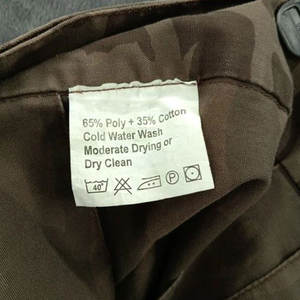 65% Poly + 35% Cotton
Cold Water Wash
Moderate Drying or
Dry Clean
40° P